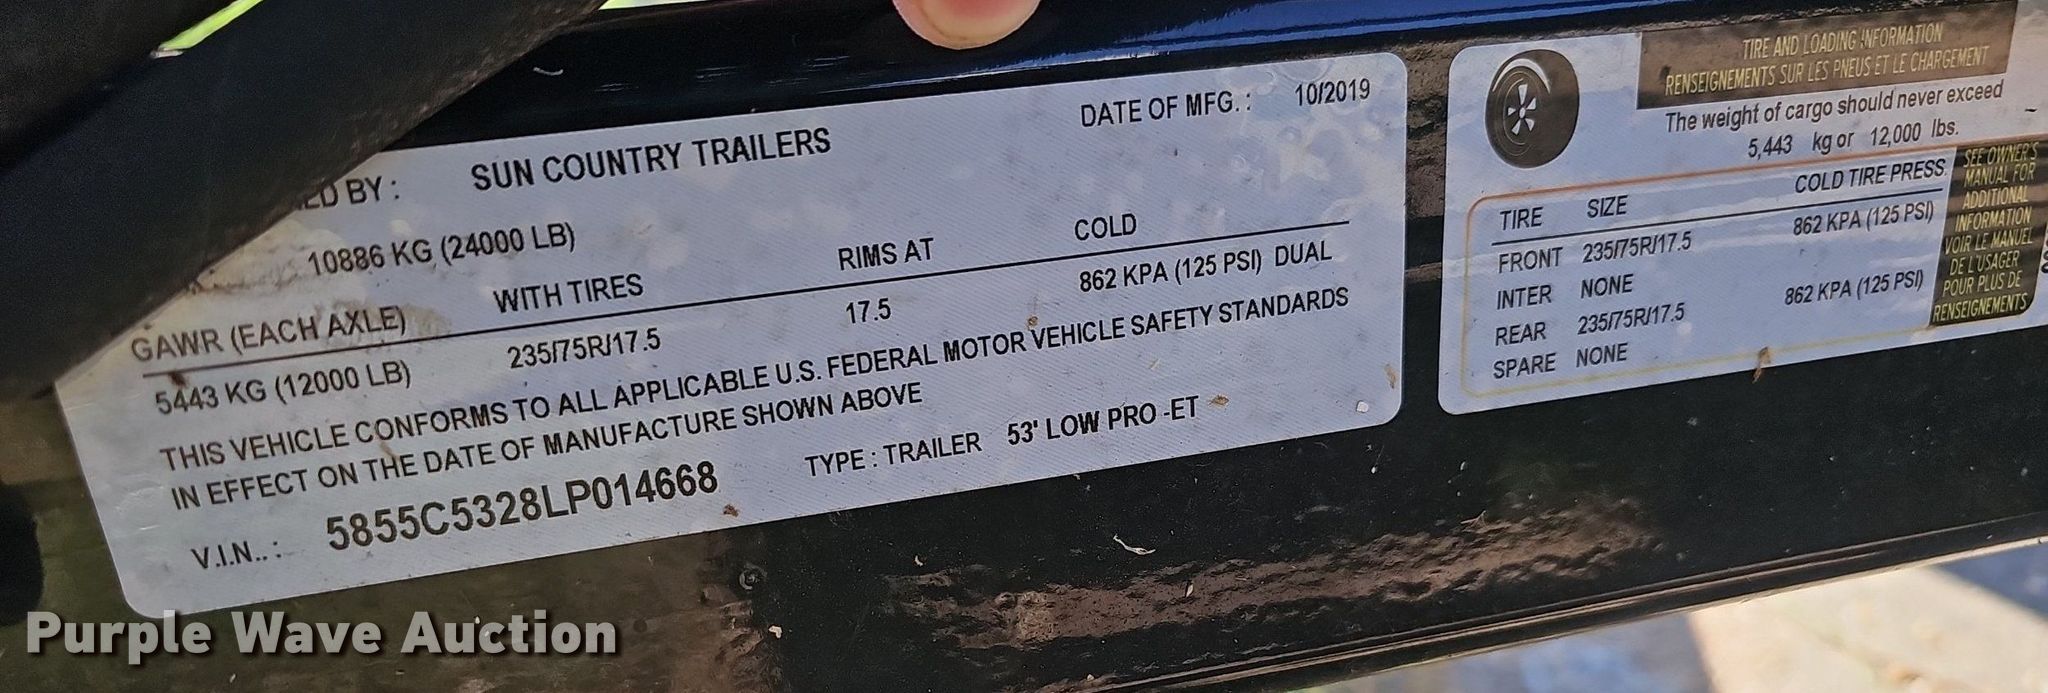 ED BY : SUN COUNTRY TRAILERS DATE OF MFG. : 10/2019
10886 KG (24000 LB)
GAWR (EACH AXLE) WITH TIRES RIMS AT COLD
5443 KG (12000 LB) 235/75R/17.5 17.5 862 KPA (125 PSI) DUAL
THIS VEHICLE CONFORMS TO ALL APPLICABLE U.S. FEDERAL MOTOR VEHICLE SAFETY STANDARDS
IN EFFECT ON THE DATE OF MANUFACTURE SHOWN ABOVE
V.I.N.. : 5855C5328LP014668 TYPE : TRAILER 53' LOW PRO -ET
TIRE AND LOADING INFORMATION
RENSEIGNEMENTS SUR LES PNEUS ET LE CHARGEMENT
The weight of cargo should never exceed
5,443 kg or 12,000 lbs.
TIRE SIZE COLD TIRE PRESS.
FRONT 235/75R/17.5 862 KPA (125 PSI)
INTER NONE
REAR 235/75R/17.5 862 KPA (125 PSI)
SPARE NONE
SEE OWNER'S
MANUAL FOR
ADDITIONAL
INFORMATION
VOIR LE MANUEL
DE L'USAGER
POUR PLUS DE
RENSEIGNEMENTS
Purple Wave Auction